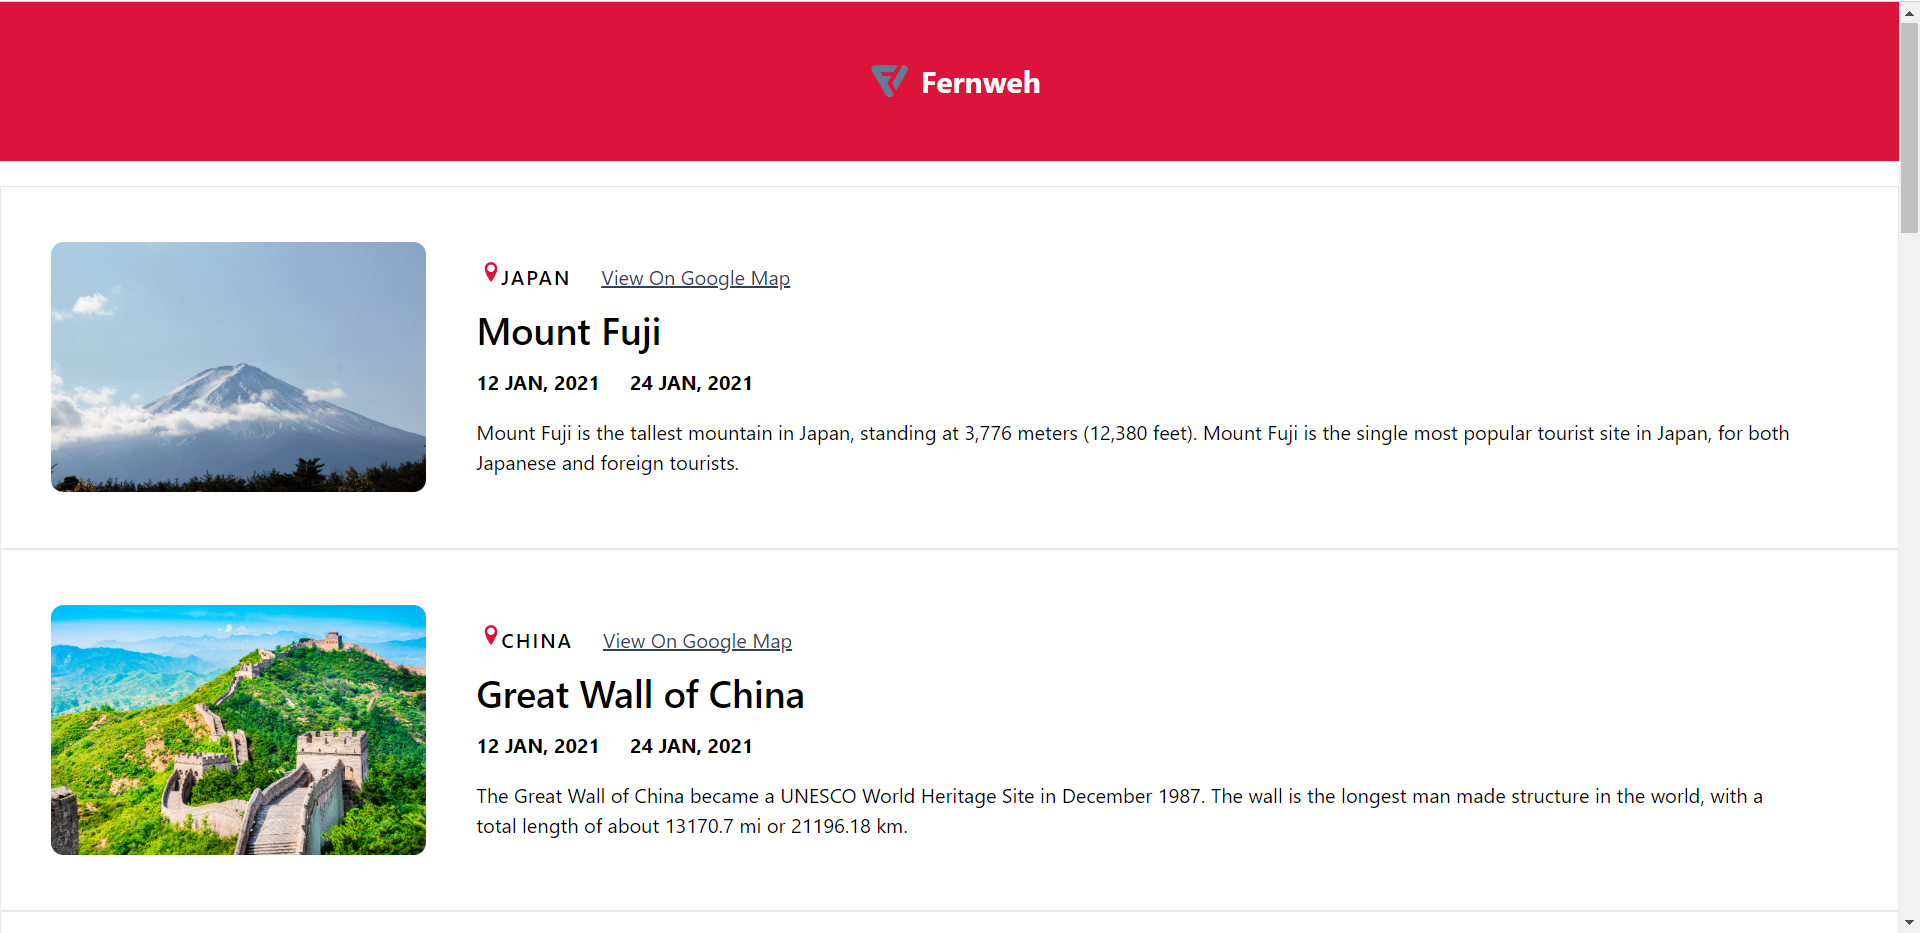 Fernweh
JAPAN View On Google Map
Mount Fuji
12 JAN, 2021 24 JAN, 2021
Mount Fuji is the tallest mountain in Japan, standing at 3,776 meters (12,380 feet). Mount Fuji is the single most popular tourist site in Japan, for both
Japanese and foreign tourists.
CHINA View On Google Map
Great Wall of China
12 JAN, 2021 24 JAN, 2021
The Great Wall of China became a UNESCO World Heritage Site in December 1987. The wall is the longest man made structure in the world, with a
total length of about 13170.7 mi or 21196.18 km.